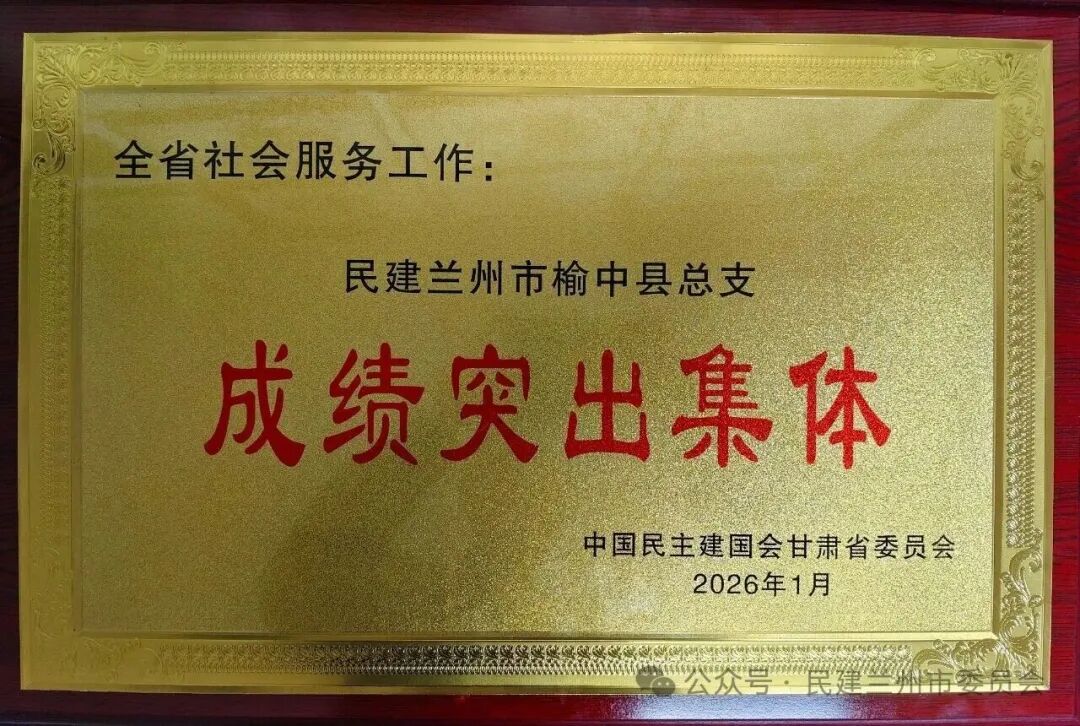 全省社会服务工作：
民建兰州市榆中县总支
成绩突出集体
中国民主建国会甘肃省委员会
2026年1月
公众号·民建兰州市委员会